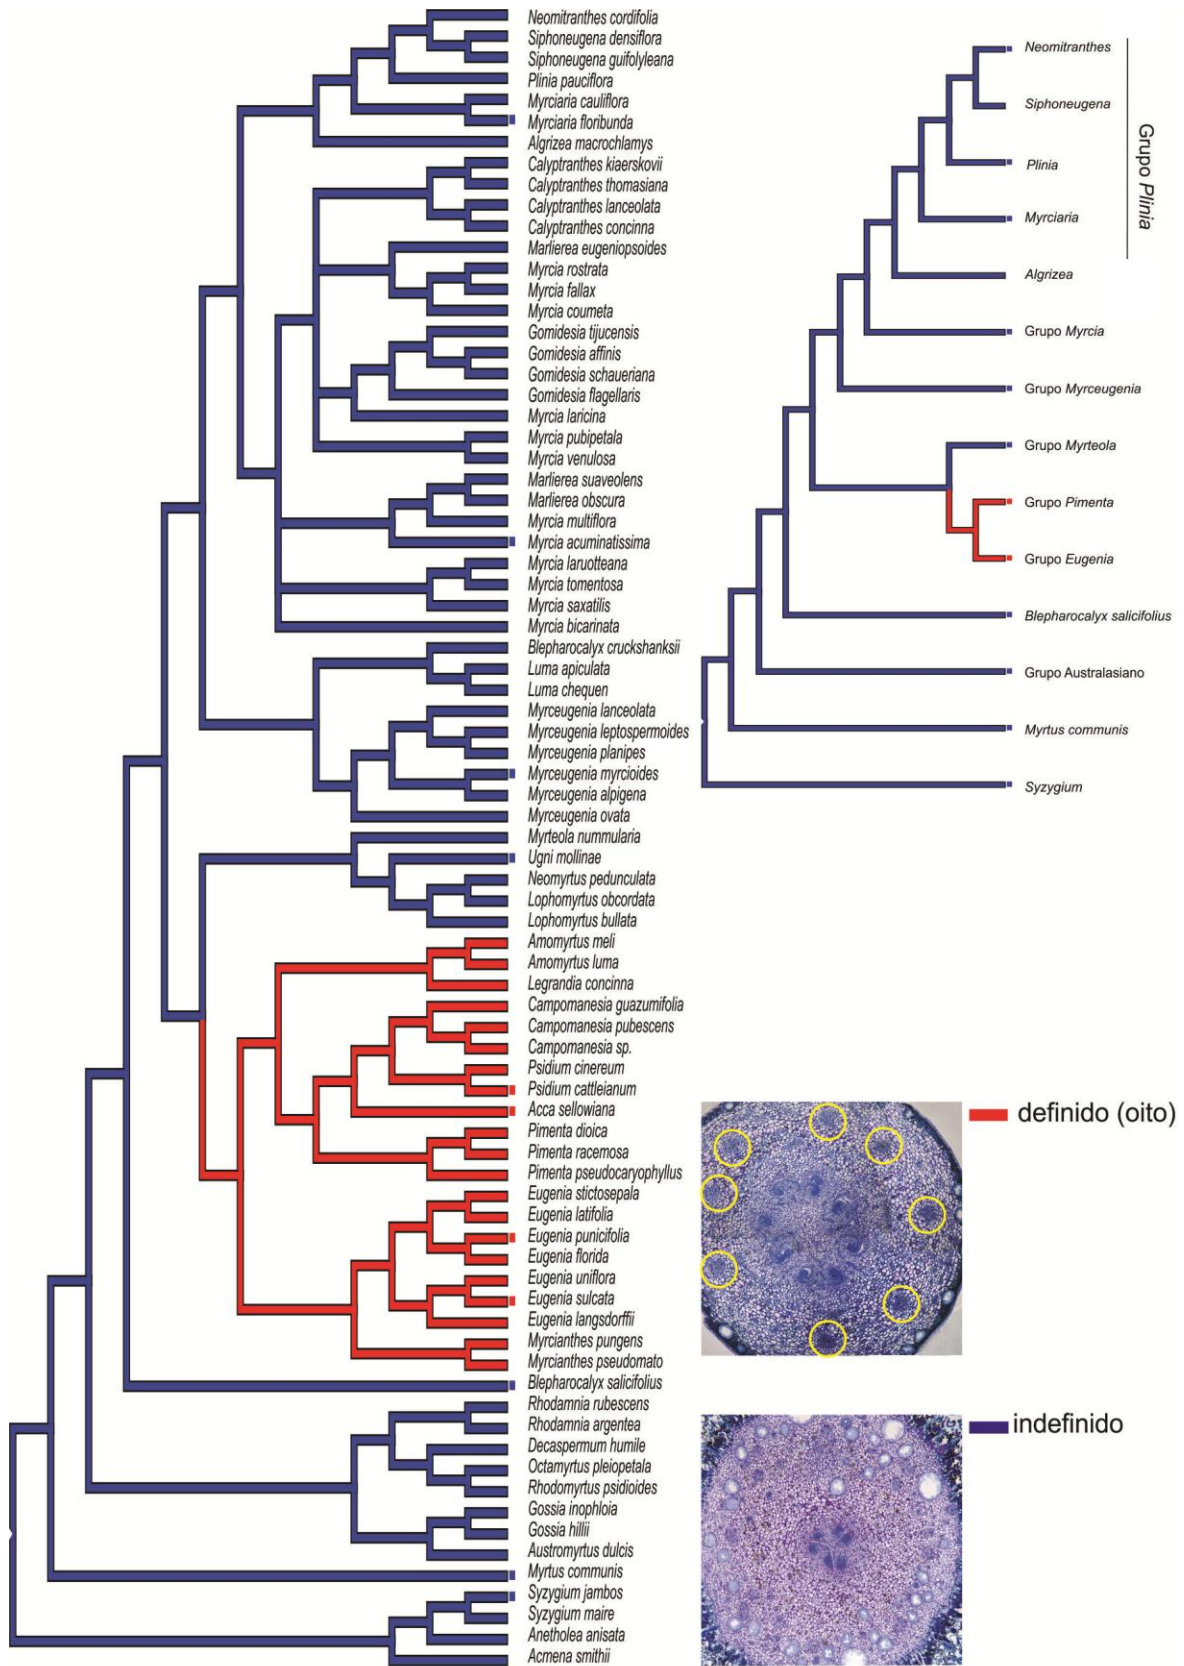 Neomitranthes cordifolia
Siphoneugena densiflora
Siphoneugena guifolyleana
Plinia pauciflora
Myrciaria cauliflora
Myrciaria floribunda
Algrizea macrochlamys
Calyptranthes kiaerskovii
Calyptranthes thomasiana
Calyptranthes lanceolata
Calyptranthes concinna
Marlierea eugeniopsoides
Myrcia rostrata
Myrcia fallax
Myrcia coumeta
Gomidesia tijucensis
Gomidesia affinis
Gomidesia schaueriana
Gomidesia flagellaris
Myrcia laricina
Myrcia pubipetala
Myrcia venulosa
Marlierea suaveolens
Marlierea obscura
Myrcia multiflora
Myrcia acuminatissima
Myrcia laruotteana
Myrcia tomentosa
Myrcia saxatilis
Myrcia bicarinata
Blepharocalyx cruckshanksii
Luma apiculata
Luma chequen
Myrceugenia lanceolata
Myrceugenia leptospermoides
Myrceugenia planipes
Myrceugenia myrcioides
Myrceugenia alpigena
Myrceugenia ovata
Myrteola nummularia
Ugni molinae
Neomyrtus pedunculata
Lophomyrtus obcordata
Lophomyrtus bullata
Amomyrtus meli
Amomyrtus luma
Legrandia concinna
Campomanesia guazumifolia
Campomanesia pubescens
Campomanesia sp.
Psidium cinereum
Psidium cattleianum
Acca sellowiana
Pimenta dioica
Pimenta racemosa
Pimenta pseudocaryophyllus
Eugenia stictosepala
Eugenia latifolia
Eugenia punicifolia
Eugenia florida
Eugenia uniflora
Eugenia sulcata
Eugenia langsdorffii
Myrcianthes pungens
Myrcianthes pseudomato
Blepharocalyx salicifolius
Rhodamnia rubescens
Rhodamnia argentea
Decaspermum humile
Octamyrtus pleiopetala
Rhodomyrtus psidioides
Gossia inophloia
Gossia hillii
Austromyrtus dulcis
Myrtus communis
Syzygium jambos
Syzygium maire
Anetholea anisata
Acmena smithii
Neomitranthes
Siphoneugena
Plinia
Myrciaria
Grupo Plinia
Algrizea
Grupo Myrcia
Grupo Myrceugenia
Grupo Myrteola
Grupo Pimenta
Grupo Eugenia
Blepharocalyx salicifolius
Grupo Australasiano
Myrtus communis
Syzygium
definido (oito)
indefinido